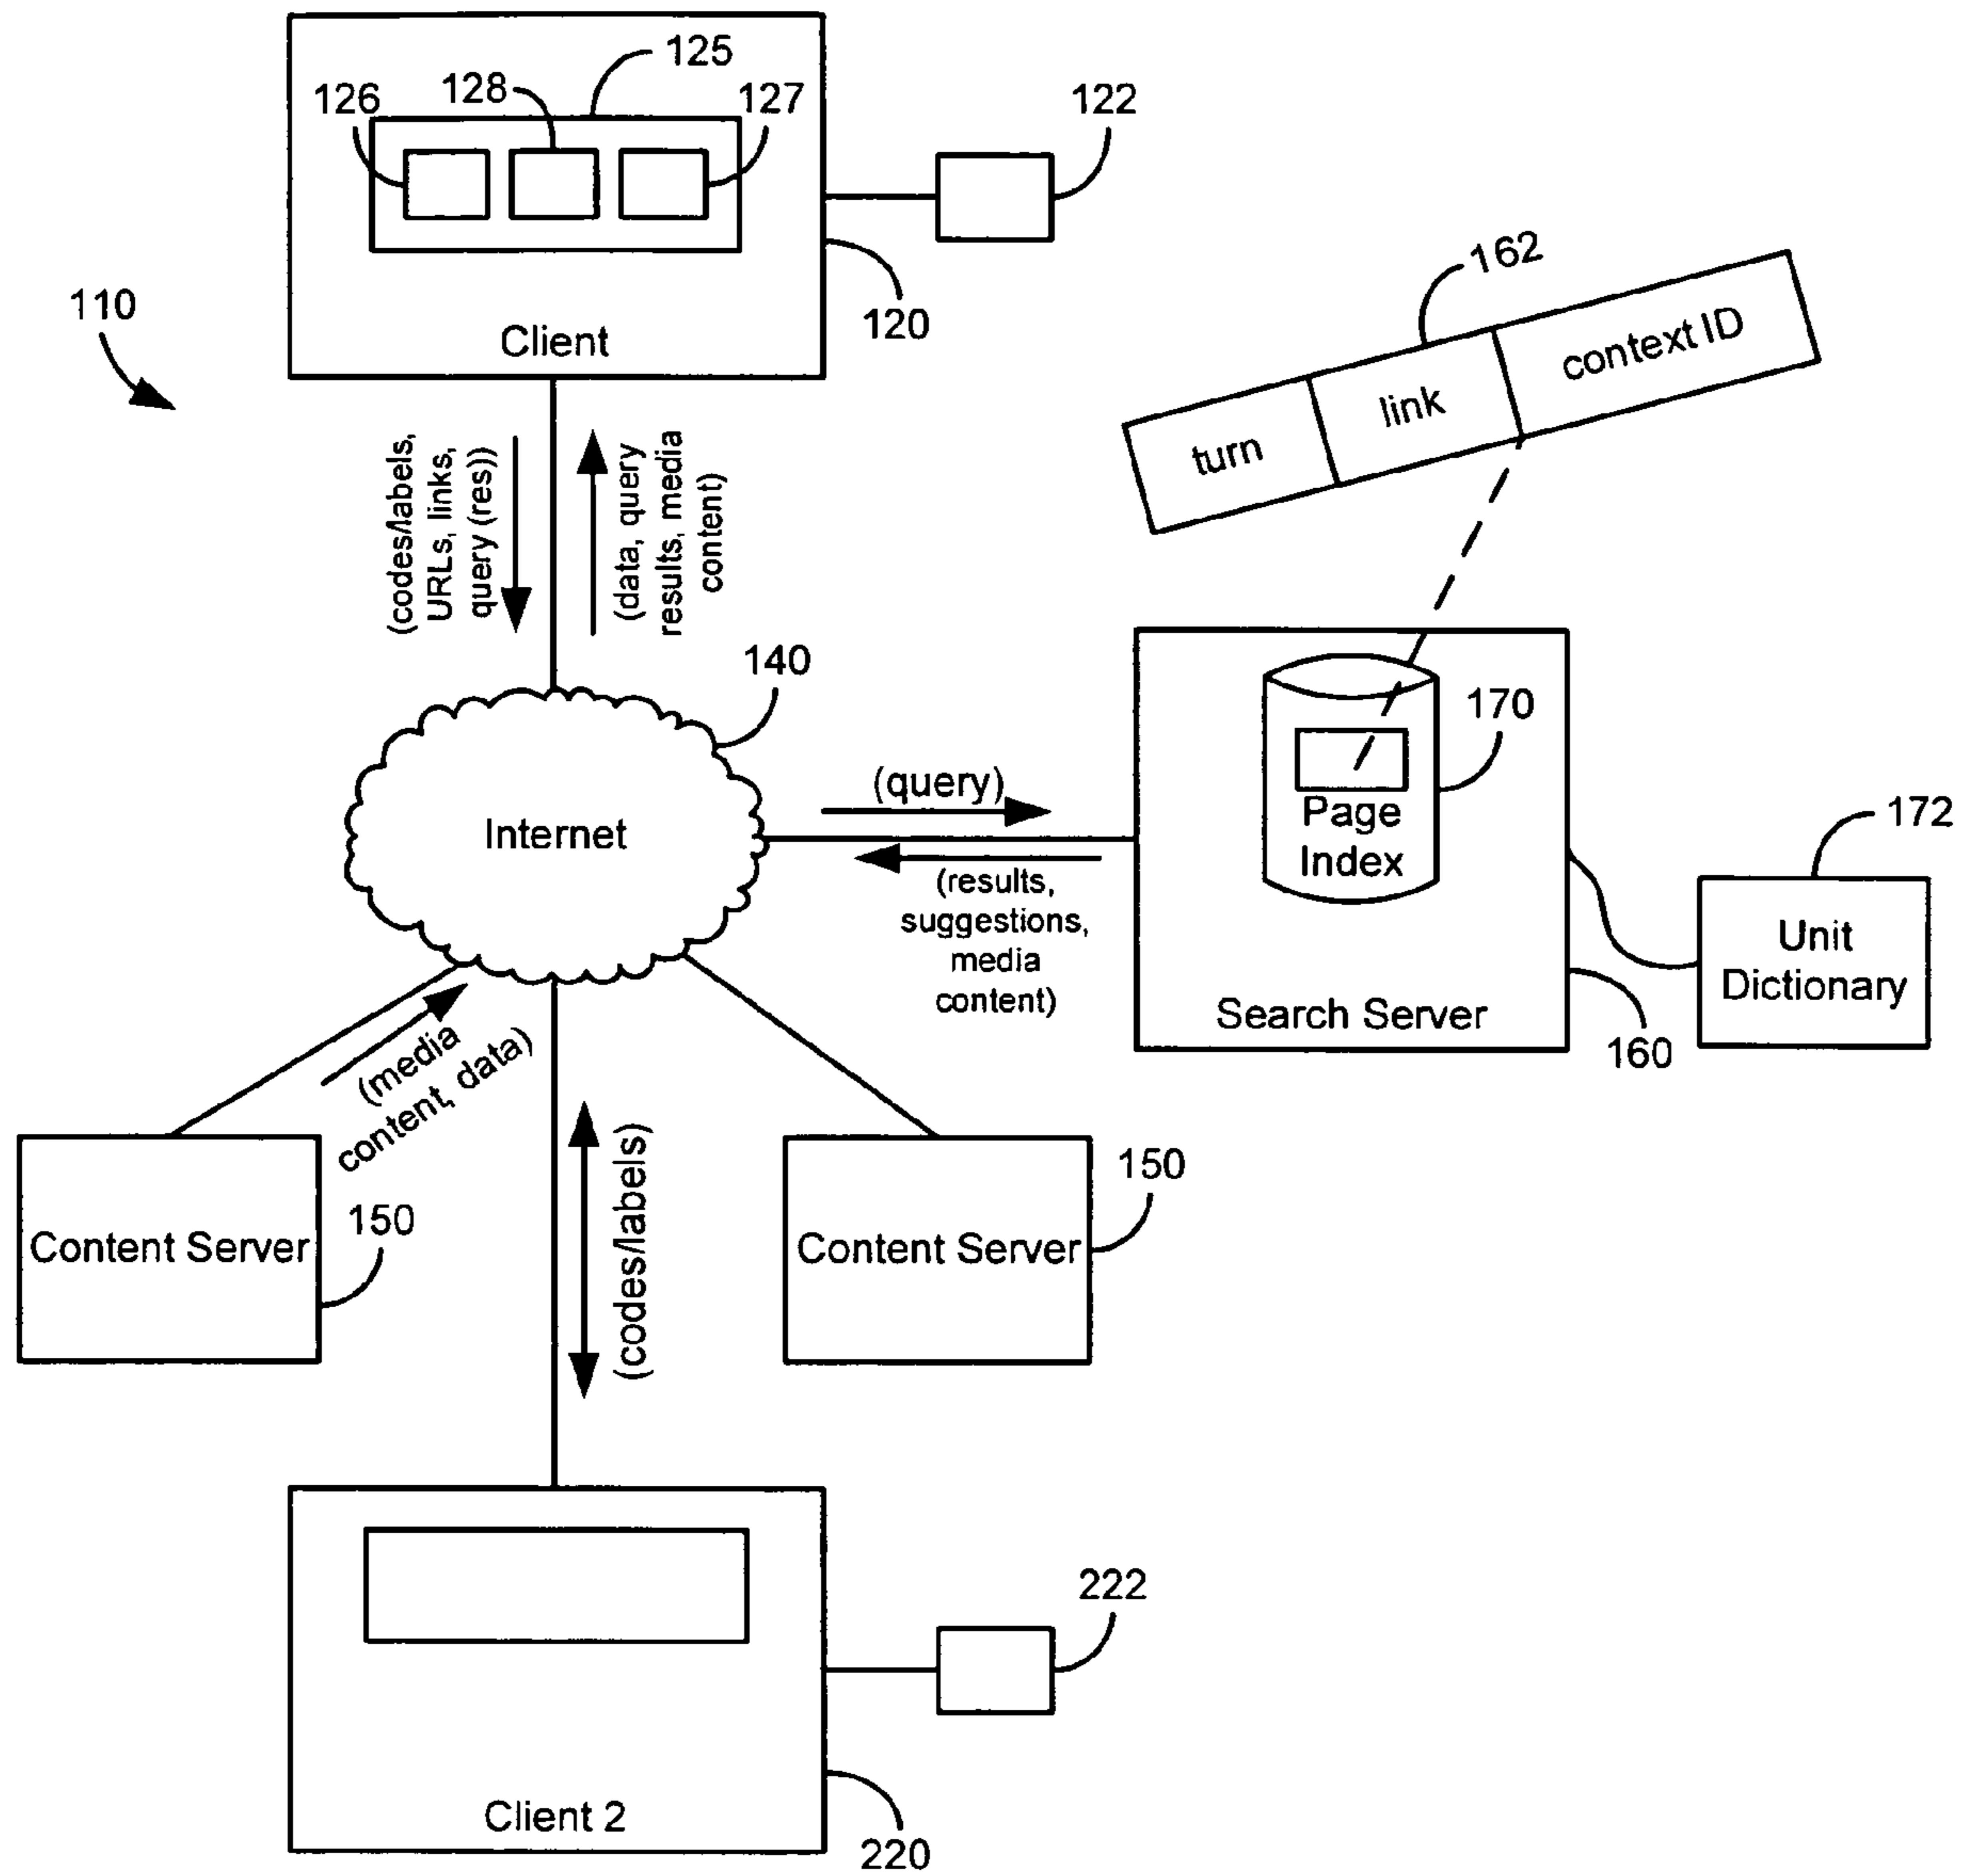 125
128
126
127
122
162
110
120
Client
turn
link
context ID
(codes/labels,
URLs, links,
query (res))
(data, query
results, media
content)
140
170
(query)
Page
Index
172
Internet
(results,
suggestions,
media
content)
Unit
Dictionary
Search Server
160
(media
content, data)
(codes/labels)
150
150
Content Server
Content Server
222
Client 2
220